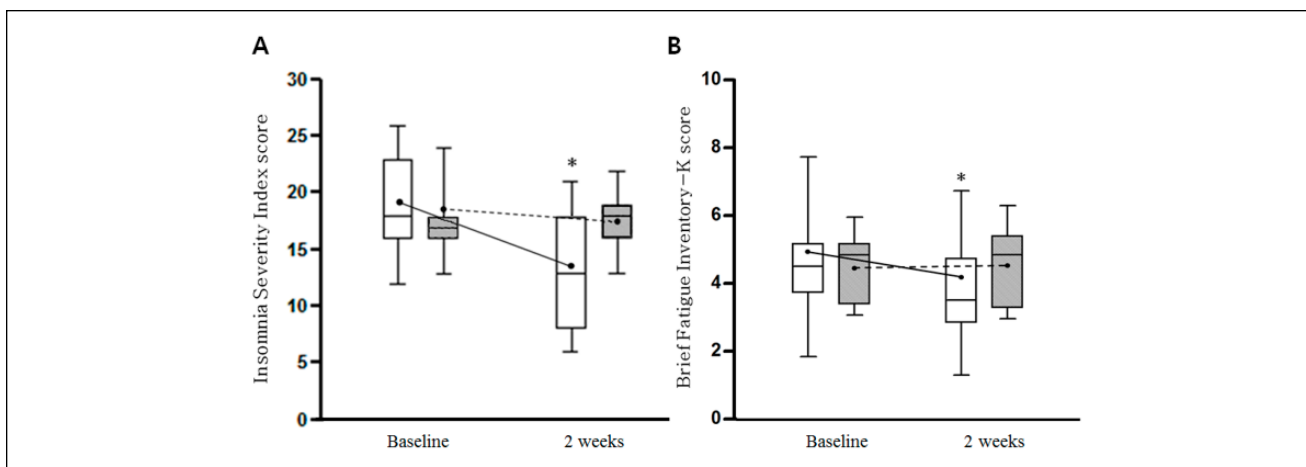 A
Insomnia Severity Index score
30
25
20
15
10
5
0
*
Baseline
2 weeks
B
Brief Fatigue Inventory−K score
10
8
6
4
2
0
*
Baseline
2 weeks